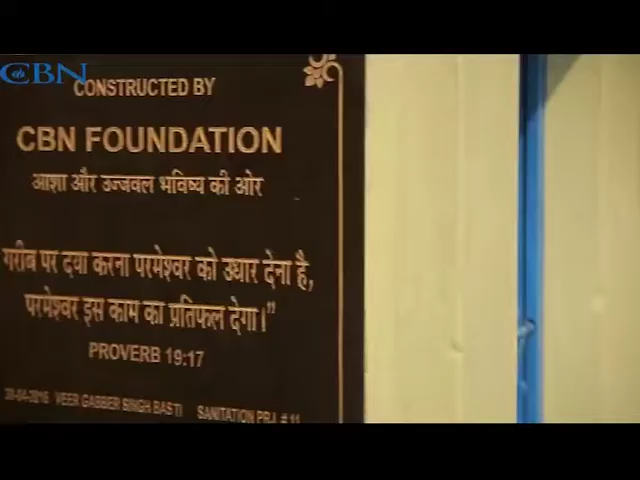 CBN
CONSTRUCTED BY
CBN FOUNDATION
आशा और उज्जवल भविष्य की ओर
गरीब पर दया करना परमेश्वर को उधार देना है,
परमेश्वर इस काम का प्रतिफल देगा।”
PROVERB 19:17
VEER GABBER SINGH BASTI SANITATION PRJ. # 11